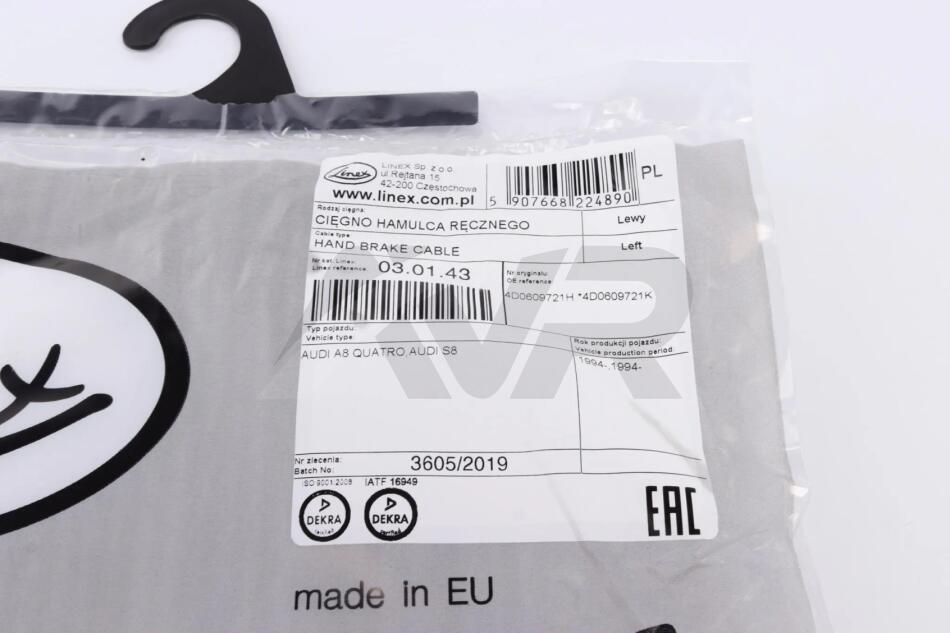 Linex
LINEX Sp. z o.o.
ul.Rejtana 15
42-200 Czestochowa
www.linex.com.pl
5 907668 224890
PL
Rodzaj cięgna:
CIĘGNO HAMULCA RĘCZNEGO
Lewy
Cable type:
HAND BRAKE CABLE
Left
Nr kat. Linex:
Linex reference:
03.01.43
Nr oryginału:
OE reference:
4D0609721H *4D0609721K
Typ pojazdu:
Vehicle type:
AUDI A8 QUATRO,AUDI S8
Rok produkcji pojazdu:
Vehicle production period:
1994-,1994-
Nr zlecenia:
Batch No:
3605/2019
ISO 9001:2008
IATF 16949
DEKRA
DEKRA
EAC
made in EU
AVR